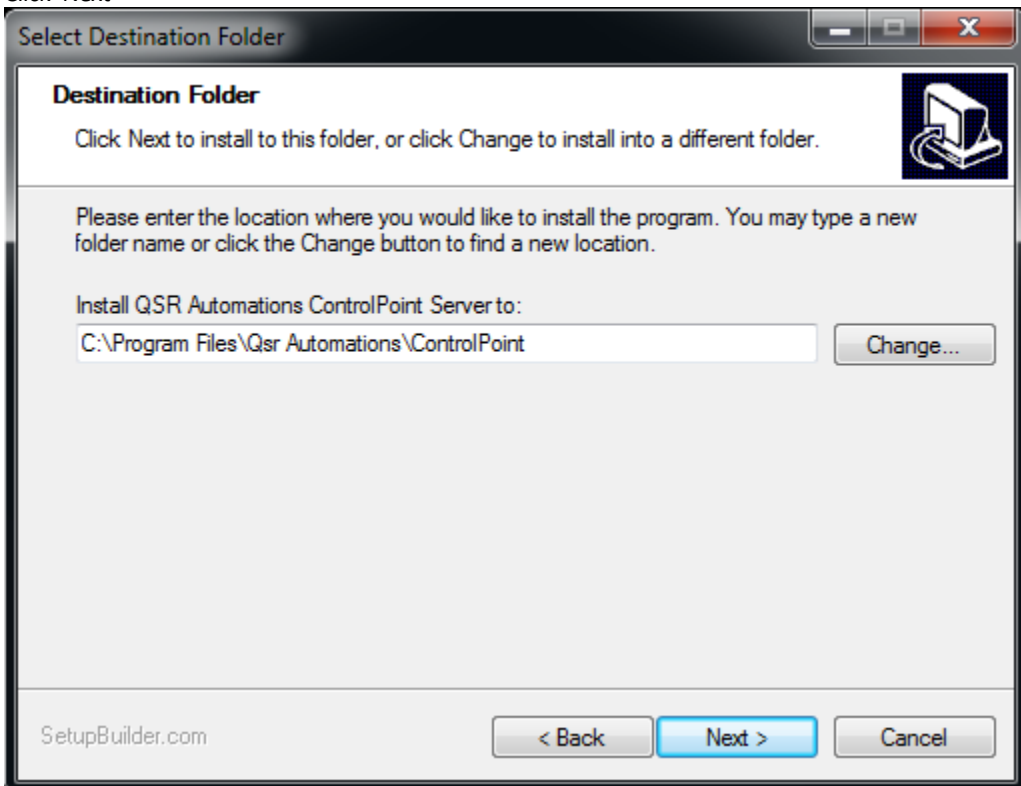 Click Next
Select Destination Folder
Destination Folder
Click Next to install to this folder, or click Change to install into a different folder.
Please enter the location where you would like to install the program. You may type a new
folder name or click the Change button to find a new location.
Install QSR Automations ControlPoint Server to:
C:\Program Files\Qsr Automations\ControlPoint
Change...
SetupBuilder.com
< Back
Next >
Cancel